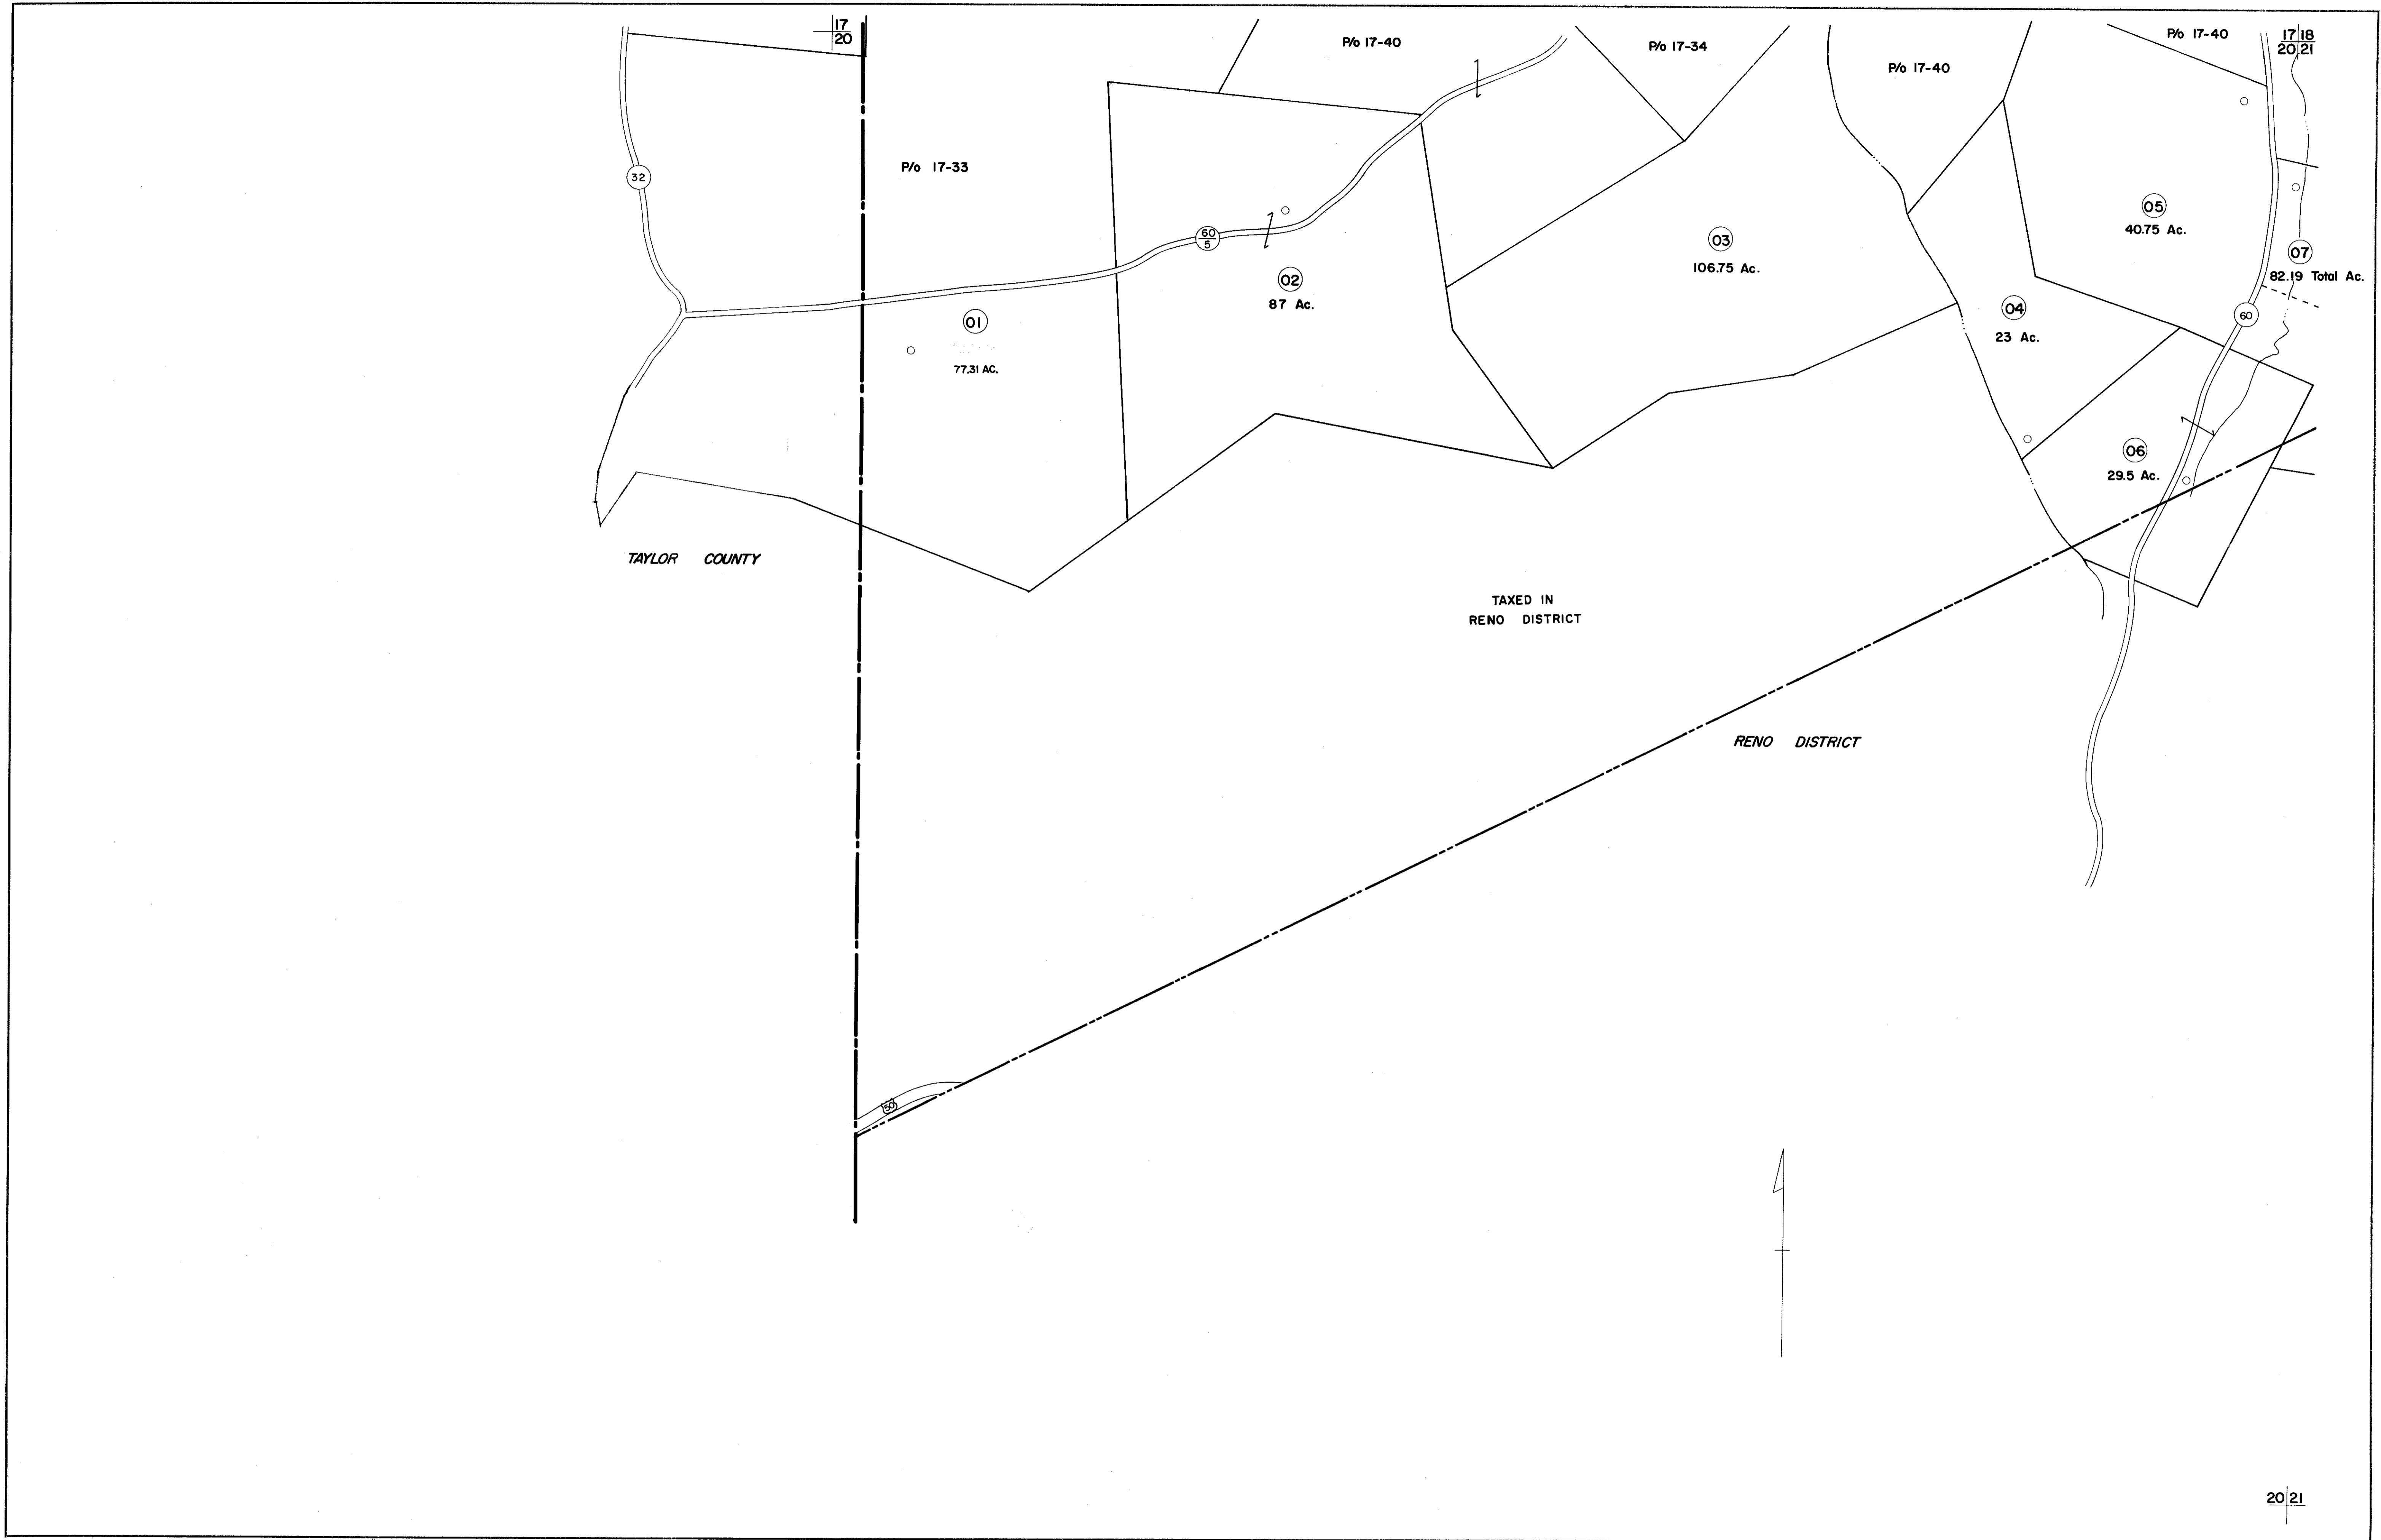 17
20
P/o 17-40
P/o 17-34
P/o 17-40
P/o 17-40
17 18
20 21
32
P/o 17-33
60
5
05
40.75 Ac.
03
106.75 Ac.
07
82.19 Total Ac.
02
87 Ac.
04
23 Ac.
60
01
77.31 AC.
06
29.5 Ac.
TAYLOR COUNTY
TAXED IN
RENO DISTRICT
RENO DISTRICT
50
20 21